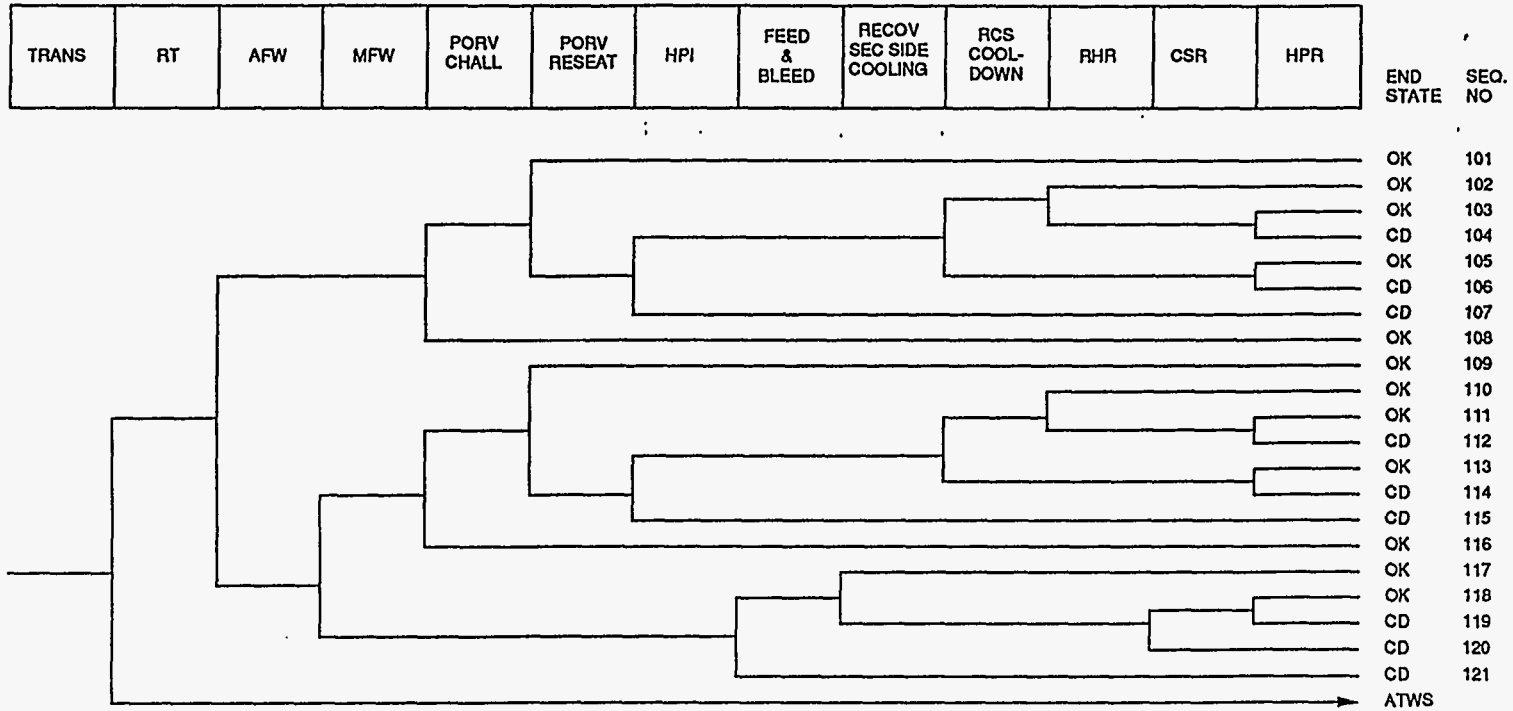 TRANS
RT
AFW
MFW
PORV
CHALL
PORV
RESEAT
HPI
FEED
&
BLEED
RECOV
SEC SIDE
COOLING
RCS
COOL-
DOWN
RHR
CSR
HPR
END
STATE
SEQ.
NO
OK 101
OK 102
OK 103
CD 104
OK 105
CD 106
CD 107
OK 108
OK 109
OK 110
OK 111
CD 112
OK 113
CD 114
CD 115
OK 116
OK 117
OK 118
CD 119
CD 120
CD 121
ATWS